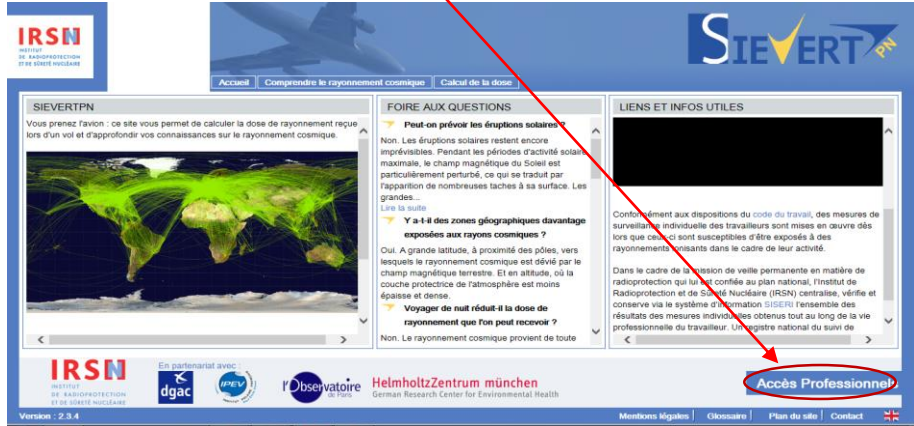 IRSN
INSTITUT
DE RADIOPROTECTION
ET DE SÛRETÉ NUCLÉAIRE
SIEVERT PN
Accueil
Comprendre le rayonnement cosmique
Calcul de la dose
SIEVERTPN
Vous prenez l'avion : ce site vous permet de calculer la dose de rayonnement reçue
lors d'un vol et d'approfondir vos connaissances sur le rayonnement cosmique.
FOIRE AUX QUESTIONS
Peut-on prévoir les éruptions solaires ?
Non. Les éruptions solaires restent encore
imprévisibles. Pendant les périodes d'activité solaire
maximale, le champ magnétique du Soleil est
particulièrement perturbé, ce qui se traduit par
l'apparition de nombreuses taches à sa surface. Les
grandes...
Lire la suite
Y a-t-il des zones géographiques davantage
exposées aux rayons cosmiques ?
Oui. A grande latitude, à proximité des pôles, vers
lesquels le rayonnement cosmique est dévié par le
champ magnétique terrestre. Et en altitude, où la
couche protectrice de l'atmosphère est moins
épaisse et dense.
Voyager de nuit réduit-il la dose de
rayonnement que l'on peut recevoir ?
Non. Le rayonnement cosmique provient de toute
LIENS ET INFOS UTILES
Conformément aux dispositions du code du travail, des mesures de
surveillance individuelle des travailleurs sont mises en œuvre dès
lors que ceux-ci sont susceptibles d'être exposés à des
rayonnements ionisants dans le cadre de leur activité.
Dans le cadre de la mission de veille permanente en matière de
radioprotection qui lui est confiée au plan national, l'Institut de
Radioprotection et de Sûreté Nucléaire (IRSN) centralise, vérifie et
conserve via le système d'information SISERI l'ensemble des
résultats des mesures individuelles obtenus tout au long de la vie
professionnelle du travailleur. Un registre national du suivi de
IRSN
INSTITUT
DE RADIOPROTECTION
ET DE SÛRETÉ NUCLÉAIRE
En partenariat avec :
dgac
IPEV
l'Observatoire
de Paris
HelmholtzZentrum münchen
German Research Center for Environmental Health
Accès Professionnels
Version : 2.3.4
Mentions légales
Glossaire
Plan du site
Contact